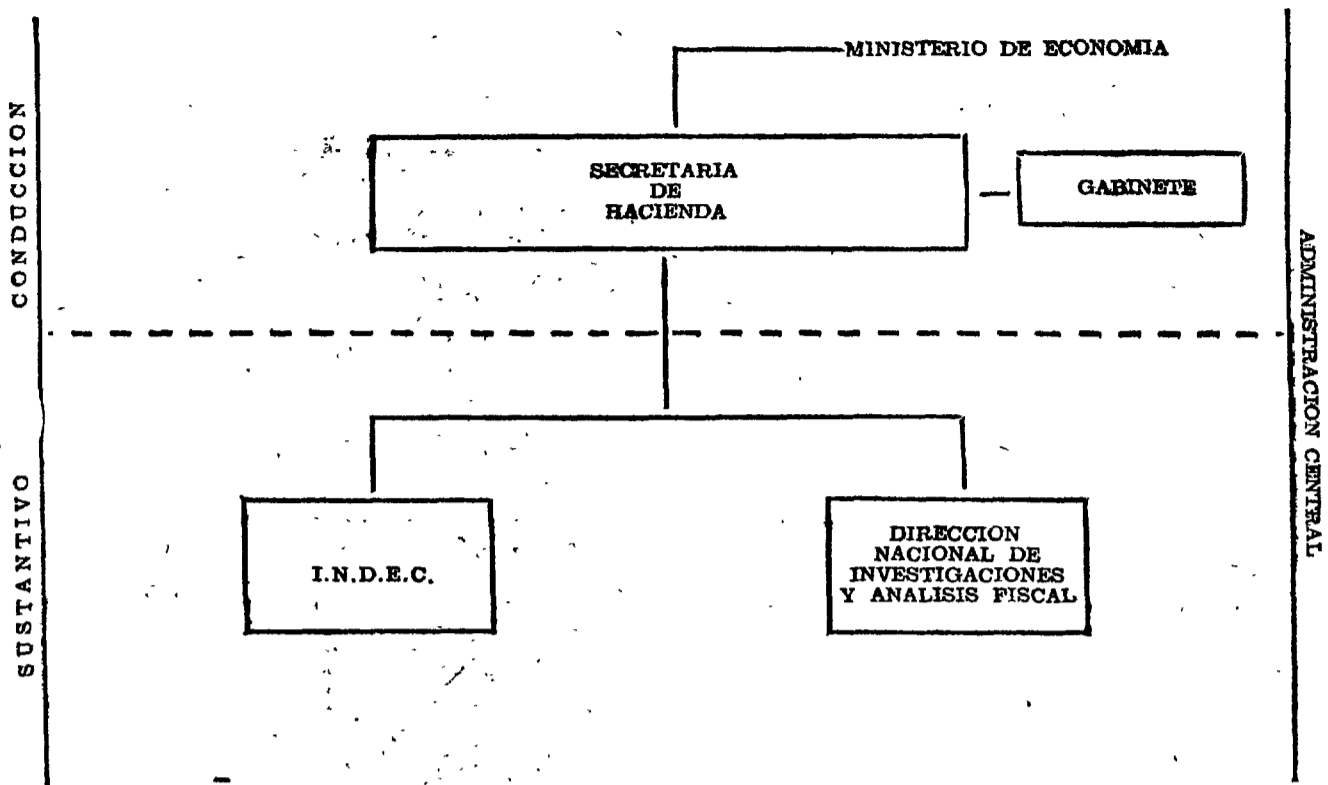 MINISTERIO DE ECONOMIA
CONDUCCION
SECRETARIA
DE
HACIENDA
GABINETE
ADMINISTRACION CENTRAL
SUSTANTIVO
I.N.D.E.C.
DIRECCION
NACIONAL DE
INVESTIGACIONES
Y ANALISIS FISCAL